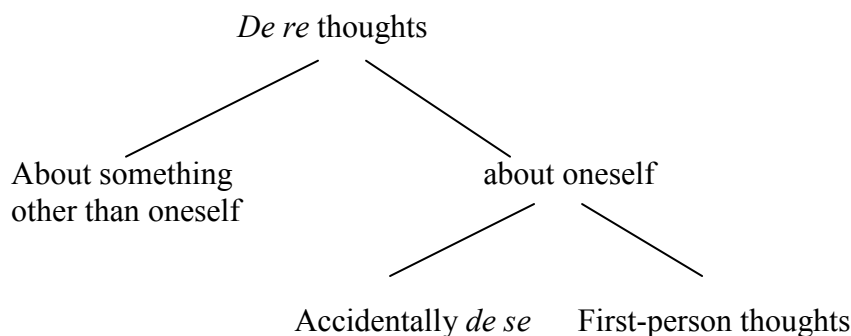 De re thoughts
About something
other than oneself
about oneself
Accidentally de se
First-person thoughts